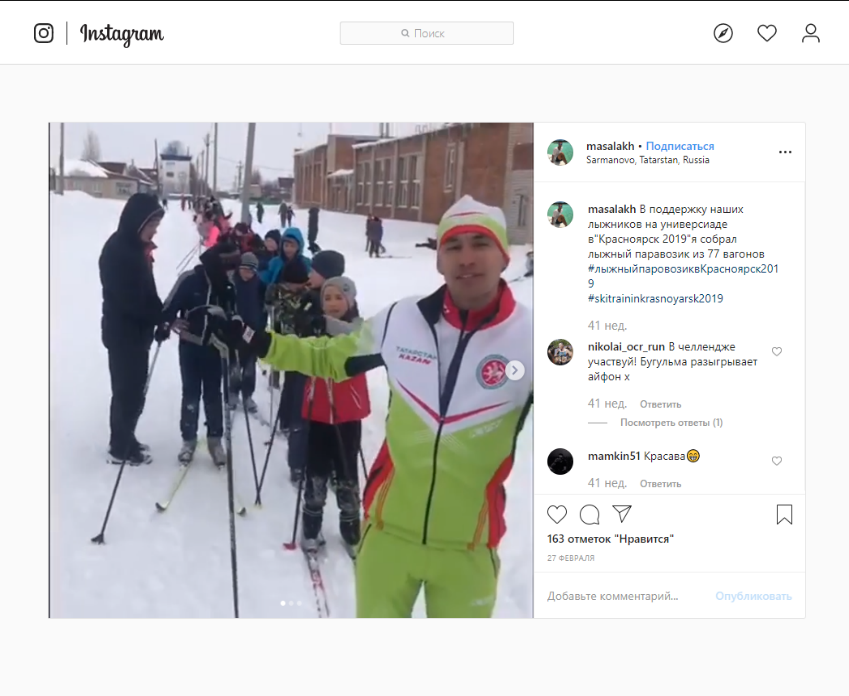 Instagram
Поиск
masalakh • Подписаться
Sarmanovo, Tatarstan, Russia
masalakh В поддержку наших
лыжников на универсиаде
в"Красноярск 2019"я собрал
лыжный паравозик из 77 вагонов
#лыжныйпаровозиквКрасноярск201
9
#skitraininkrasnoyarsk2019
41 нед.
nikolai_ocr_run В челлендже
участвуй! Бугульма разыгрывает
айфон x
41 нед. Ответить
Посмотреть ответы (1)
mamkin51 Красава😁
41 нед. Ответить
163 отметок "Нравится"
27 ФЕВРАЛЯ
Добавьте комментарий... Опубликовать
ТАТАРСТАН
KAZAN